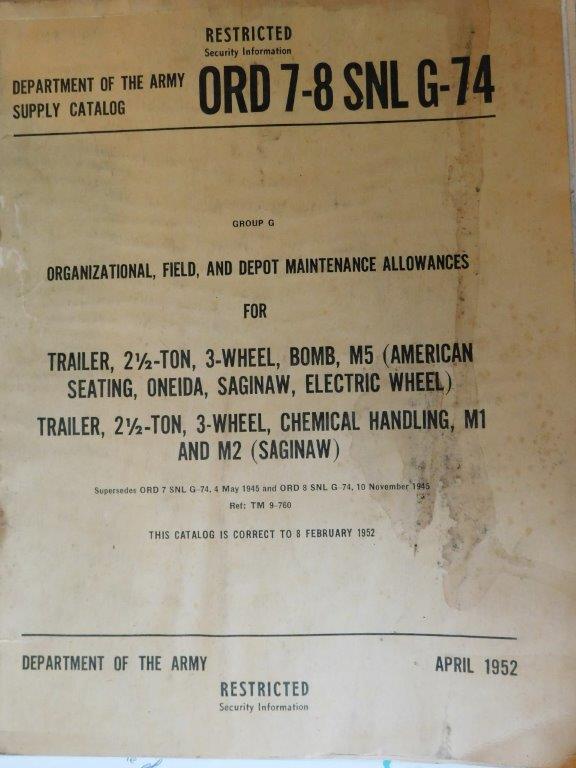 RESTRICTED
Security Information
DEPARTMENT OF THE ARMY
SUPPLY CATALOG
ORD 7-8 SNL G-74
GROUP G
ORGANIZATIONAL, FIELD, AND DEPOT MAINTENANCE ALLOWANCES
FOR
TRAILER, 2½-TON, 3-WHEEL, BOMB, M5 (AMERICAN
SEATING, ONEIDA, SAGINAW, ELECTRIC WHEEL)
TRAILER, 2½-TON, 3-WHEEL, CHEMICAL HANDLING, M1
AND M2 (SAGINAW)
Supersedes ORD 7 SNL G-74, 4 May 1945 and ORD 8 SNL G-74, 10 November 1945
Ref: TM 9-760
THIS CATALOG IS CORRECT TO 8 FEBRUARY 1952
DEPARTMENT OF THE ARMY
APRIL 1952
RESTRICTED
Security Information